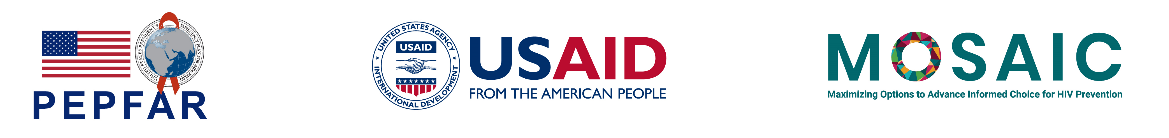 PEPFAR
UNITED STATES AGENCY
USAID
INTERNATIONAL DEVELOPMENT
USAID
FROM THE AMERICAN PEOPLE
MOSAIC
Maximizing Options to Advance Informed Choice for HIV Prevention